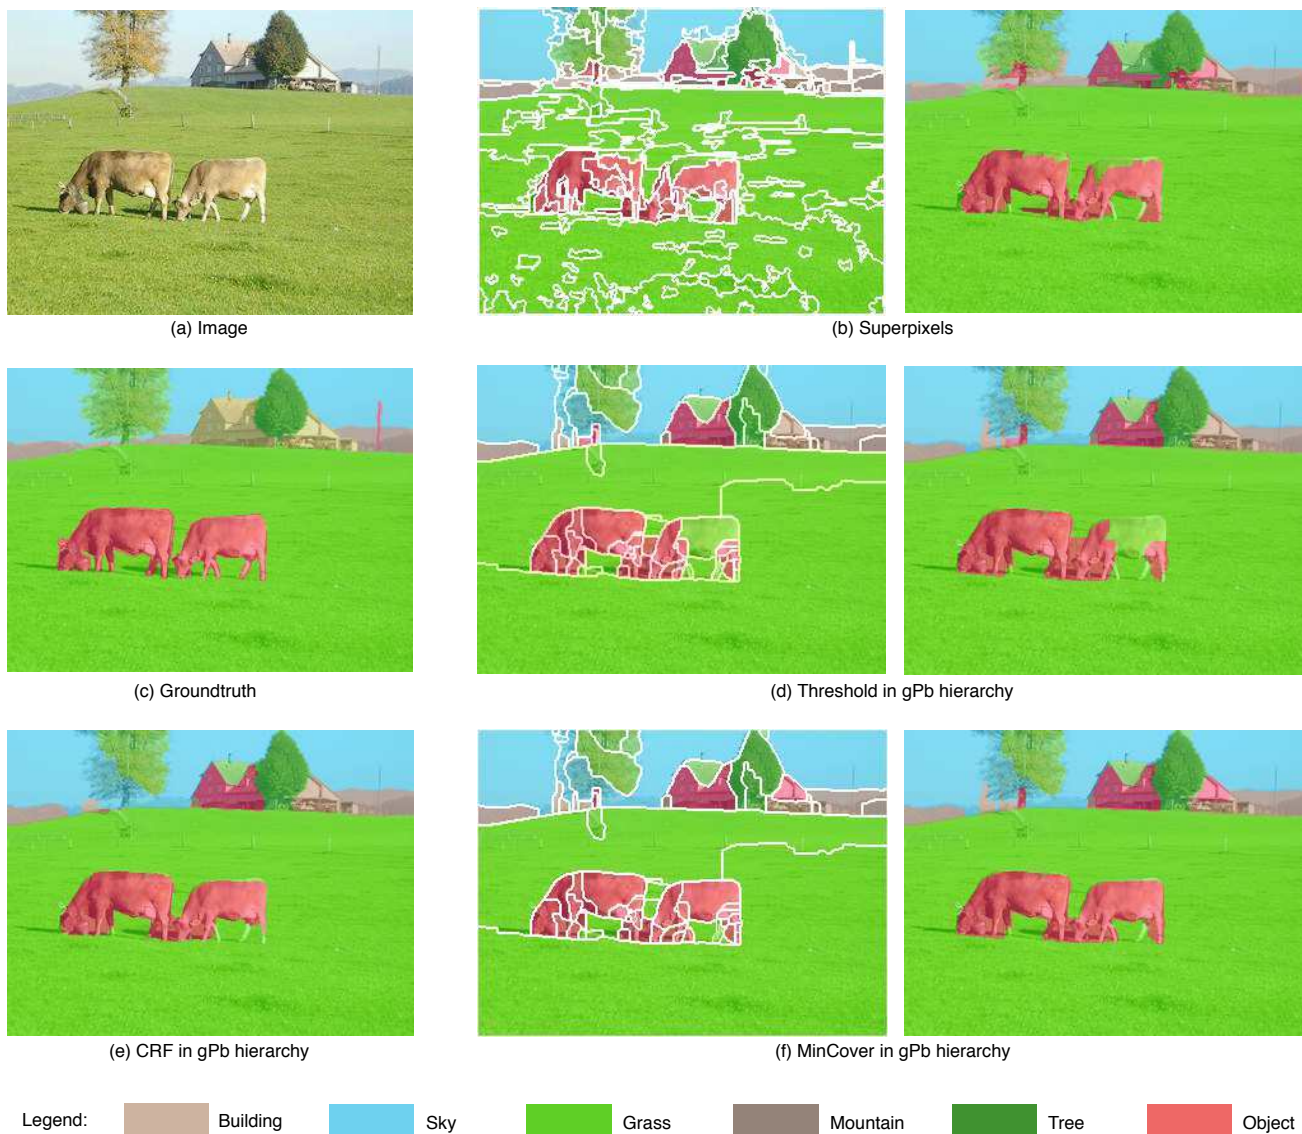 (a) Image
(b) Superpixels
(c) Groundtruth
(d) Threshold in gPb hierarchy
(e) CRF in gPb hierarchy
(f) MinCover in gPb hierarchy
Legend: Building Sky Grass Mountain Tree Object